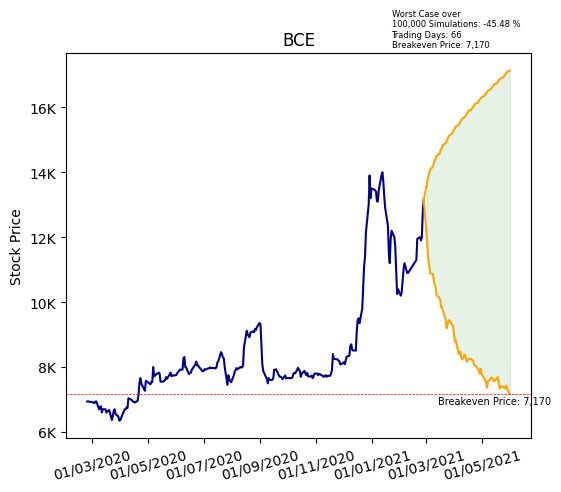 Worst Case over
100,000 Simulations: -45.48 %
Trading Days: 66
Breakeven Price: 7,170
BCE
Stock Price
16K
14K
12K
10K
8K
6K
Breakeven Price: 7,170
01/03/2020 01/05/2020 01/07/2020 01/09/2020 01/11/2020 01/01/2021 01/03/2021 01/05/2021